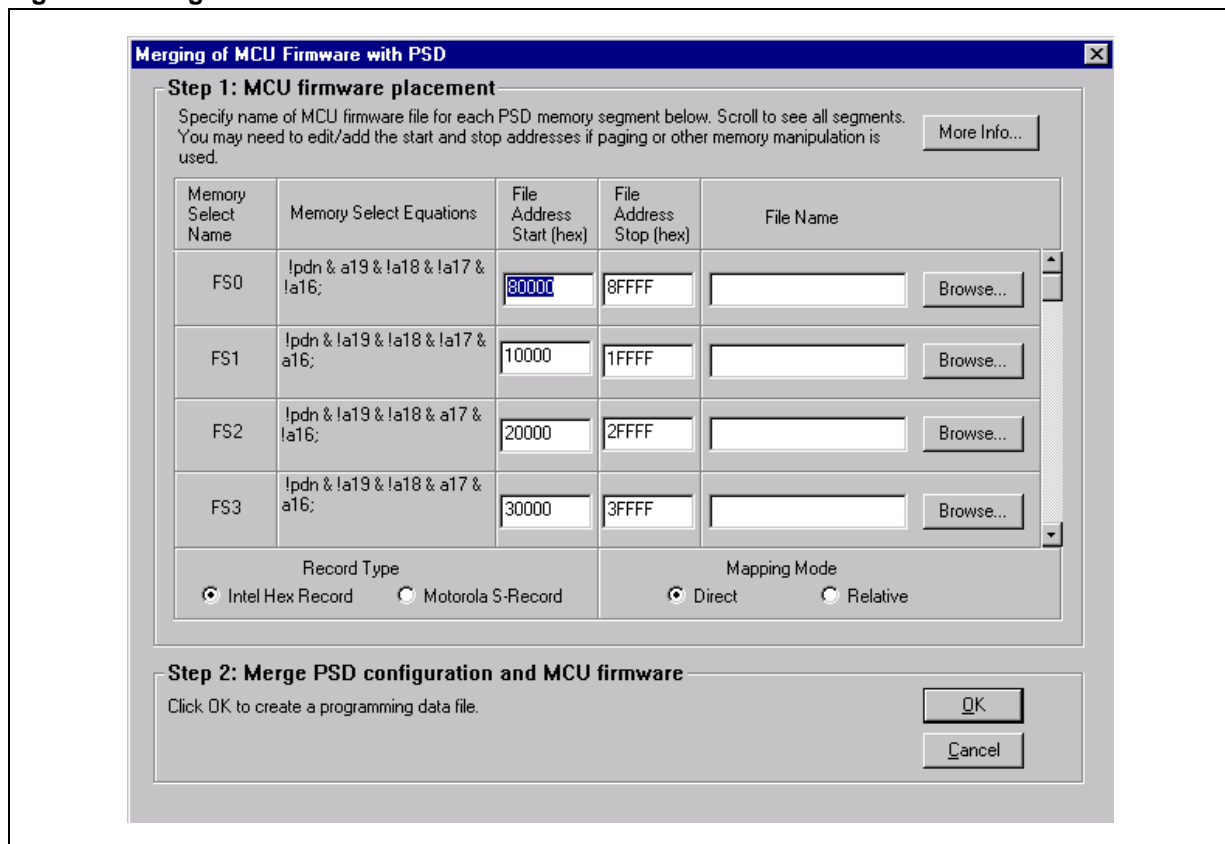 Merging of MCU Firmware with PSD
Step 1: MCU firmware placement
Specify name of MCU firmware file for each PSD memory segment below. Scroll to see all segments.
You may need to edit/add the start and stop addresses if paging or other memory manipulation is
used.
More Info...
Memory
Select
Name
Memory Select Equations
File
Address
Start (hex)
File
Address
Stop (hex)
File Name
FS0
!pdn & a19 & !a18 & !a17 &
!a16;
80000
8FFFF
Browse...
FS1
!pdn & !a19 & !a18 & !a17 &
a16;
10000
1FFFF
Browse...
FS2
!pdn & !a19 & !a18 & a17 &
!a16;
20000
2FFFF
Browse...
FS3
!pdn & !a19 & !a18 & a17 &
a16;
30000
3FFFF
Browse...
Record Type
Intel Hex Record
Motorola S-Record
Mapping Mode
Direct
Relative
Step 2: Merge PSD configuration and MCU firmware
Click OK to create a programming data file.
OK
Cancel